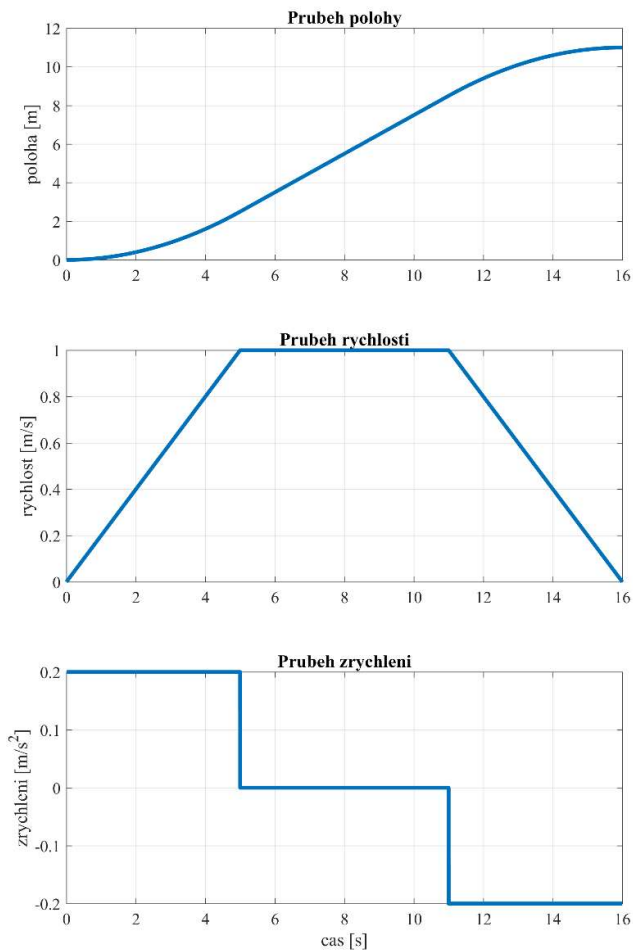 Prubeh polohy
12
10
8
6
4
2
0
poloha [m]
0 2 4 6 8 10 12 14 16
Prubeh rychlosti
1
0.8
0.6
0.4
0.2
0
rychlost [m/s]
0 2 4 6 8 10 12 14 16
Prubeh zrychleni
0.2
0.1
0
-0.1
-0.2
zrychleni [m/s²]
0 2 4 6 8 10 12 14 16
cas [s]